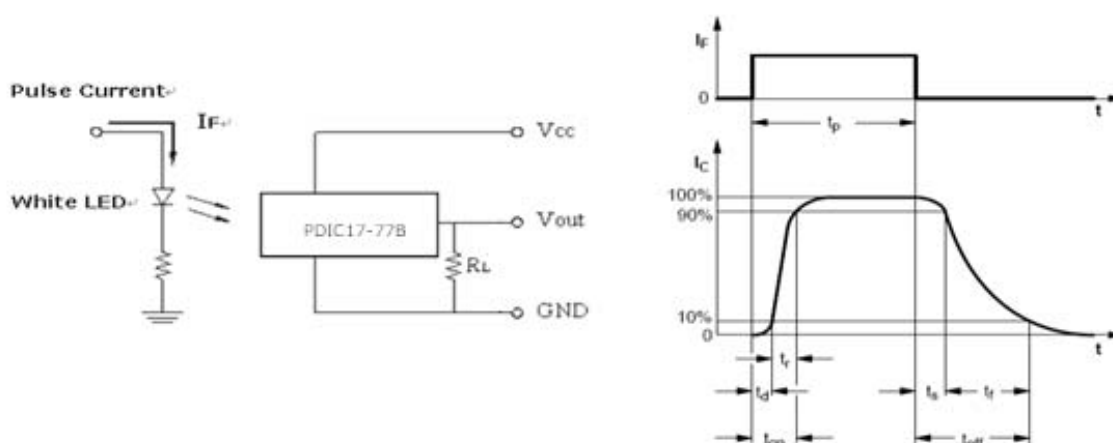 Pulse Current
IF
White LED
Vcc
PDIC17-77B
Vout
RL
GND
IF
0
t
tp
IC
100%
90%
10%
0
t
tr
td
ts
tf
ton
toff